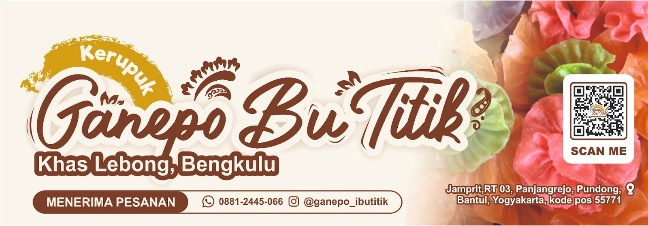 Kerupuk
Ganepo Bu Titik
Khas Lebong, Bengkulu
MENERIMA PESANAN
0881-2445-066
@ganepo_ibutitik
SCAN ME
Jamprit,RT 03, Panjangrejo, Pundong,
Bantul, Yogyakarta, kode pos 55771